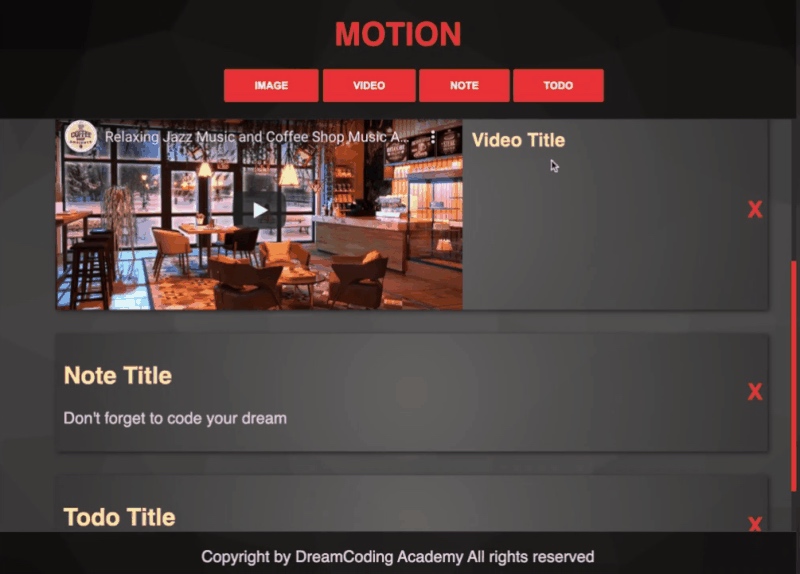 MOTION
IMAGE VIDEO NOTE TODO
Relaxing Jazz Music and Coffee Shop Music A...
Video Title
X
Note Title
Don't forget to code your dream
X
Todo Title
X
Copyright by DreamCoding Academy All rights reserved